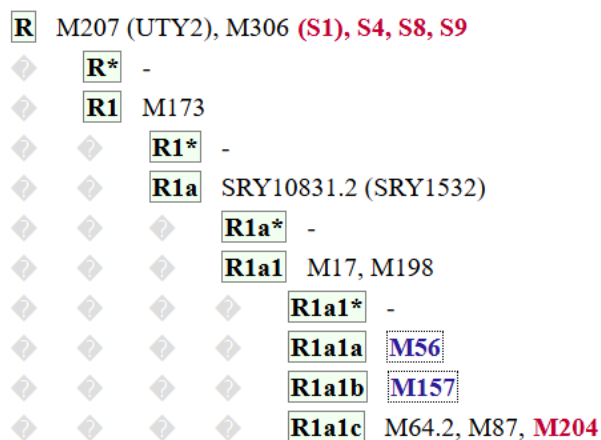 R M207 (UTY2), M306 (S1), S4, S8, S9
� R* -
� R1 M173
� � R1* -
� � R1a SRY10831.2 (SRY1532)
� � � R1a* -
� � � R1a1 M17, M198
� � � � R1a1* -
� � � � R1a1a M56
� � � � R1a1b M157
� � � � R1a1c M64.2, M87, M204